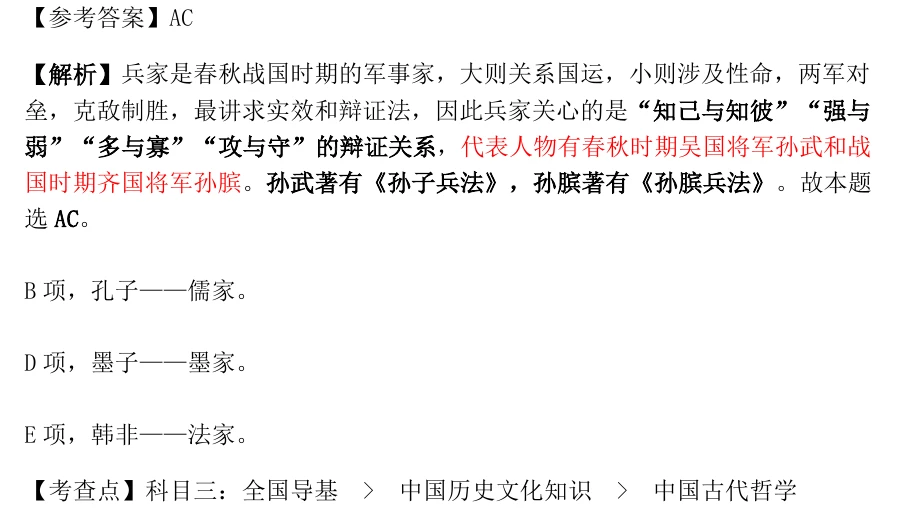 【参考答案】AC
【解析】兵家是春秋战国时期的军事家，大则关系国运，小则涉及性命，两军对
垒，克敌制胜，最讲求实效和辩证法，因此兵家关心的是“知己与知彼”“强与
弱”“多与寡”“攻与守”的辩证关系，代表人物有春秋时期吴国将军孙武和战
国时期齐国将军孙膑。孙武著有《孙子兵法》，孙膑著有《孙膑兵法》。故本题
选 AC。
B 项，孔子——儒家。
D 项，墨子——墨家。
E 项，韩非——法家。
【考查点】科目三：全国导基 > 中国历史文化知识 > 中国古代哲学